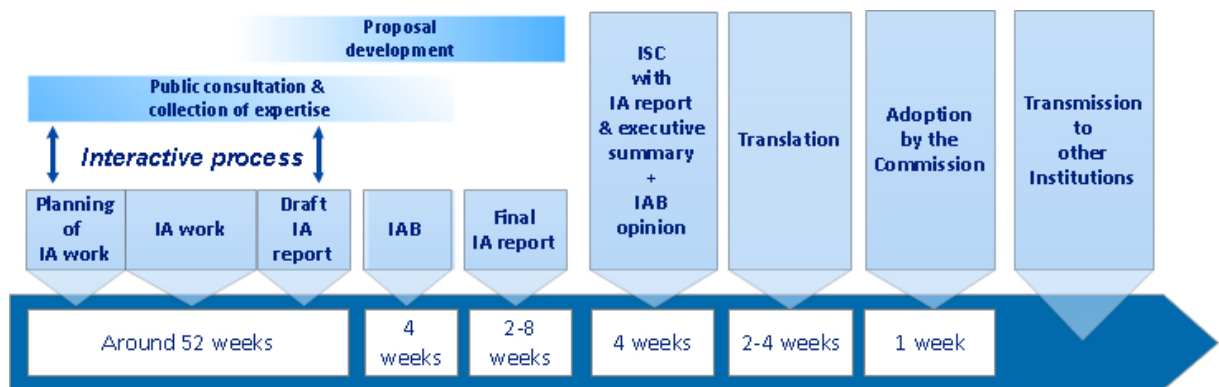 Proposal
development
Public consultation &
collection of expertise
Interactive process
Planning
of
IA work
IA work
Draft
IA
report
IAB
Final
IA report
ISC
with
IA report
& executive
summary
+
IAB
opinion
Translation
Adoption
by the
Commission
Transmission
to
other
Institutions
Around 52 weeks
4
weeks
2-8
weeks
4 weeks
2-4 weeks
1 week